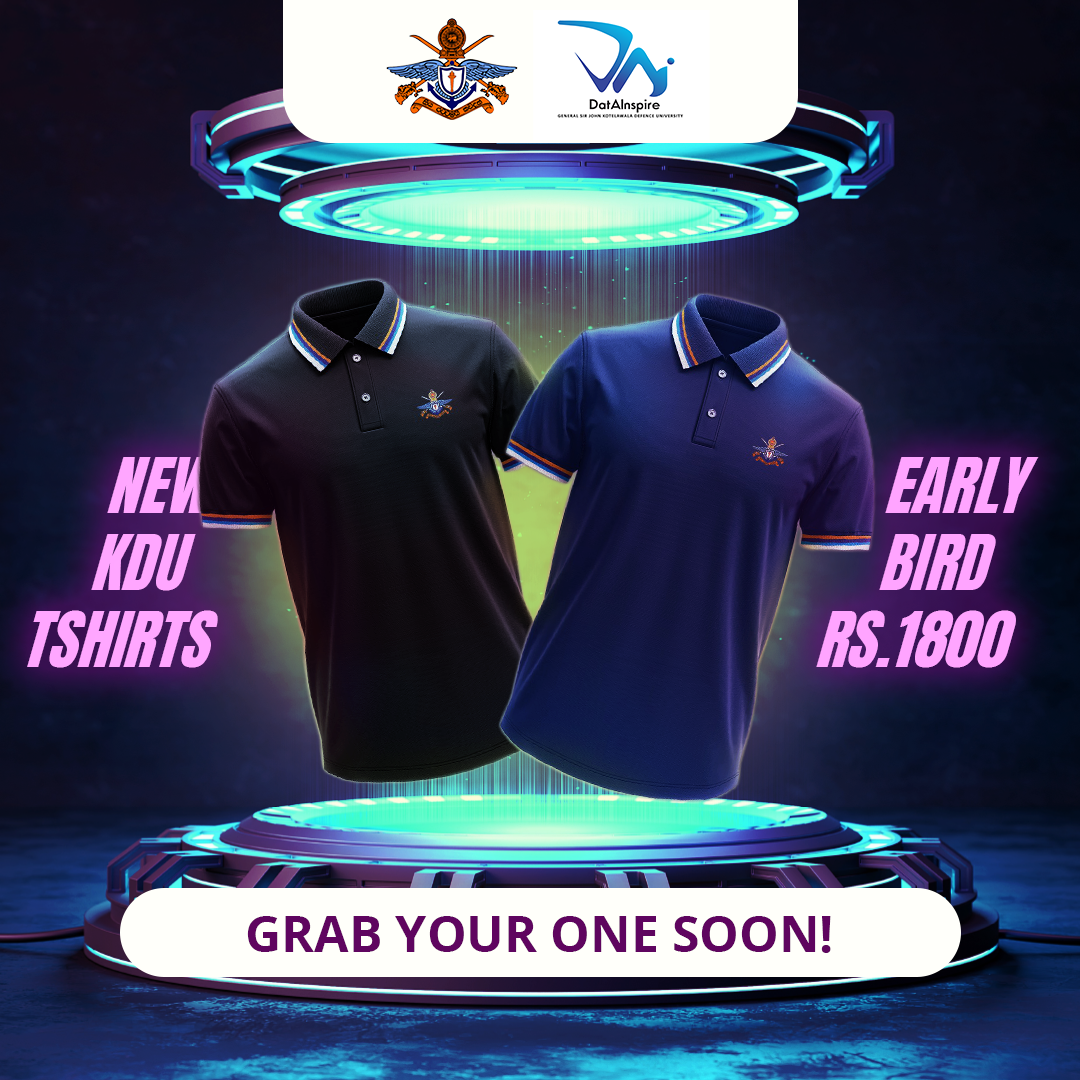 DatAInspire
GENERAL SIR JOHN KOTELAWALA DEFENCE UNIVERSITY
NEW
KDU
TSHIRTS
EARLY
BIRD
RS.1800
GRAB YOUR ONE SOON!